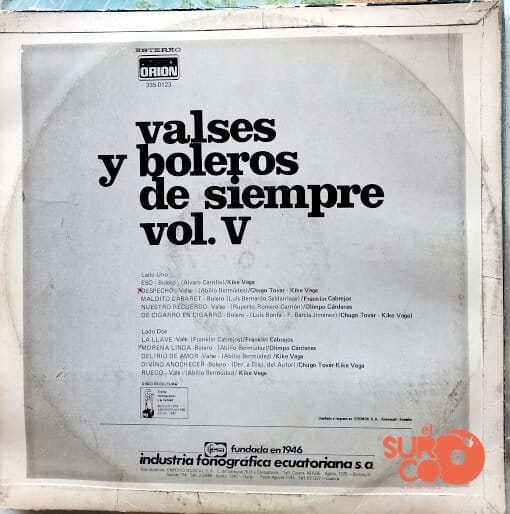 ESTEREO
ORION
335-0123
valses
y boleros
de siempre
vol. V
Lado Uno
ESO - Bolero - (Alvaro Carrillo)/Kike Vega
DESPECHO - Valse - (Abilio Bermúdez)/Chugo Tovar - Kike Vega
MALDITO CABARET - Bolero (Luis Bernardo Saldarriaga)/Franklin Cabrejos
NUESTRO RECUERDO - Valse - (Ruperto Romero Carrión)/Olimpo Cárdenas
DE CIGARRO EN CIGARRO - Bolero - (Luis Bonfa - F. García Jiménez)/Chugo Tovar - Kike Vega)
Lado Dos
LA LLAVE - Vals (Franklin Cabrejos)/Franklin Cabrejos
MORENA LINDA - Bolero - (Abilio Bermúdez)/Olimpo Cárdenas
DELIRIO DE AMOR - Valse - (Abilio Bermúdez)/Kike Vega
DIVINO ANOCHECER - Bolero - (Der. a Disp. del Autor)/Chugo Tovar-Kike Vega
RUEGO - Vals - (Abilio Bermúdez)/ Kike Vega
DISCO ES CULTURA
ifesa
fundada en 1946
industria fonográfica ecuatoriana s.a.
el
SURCO